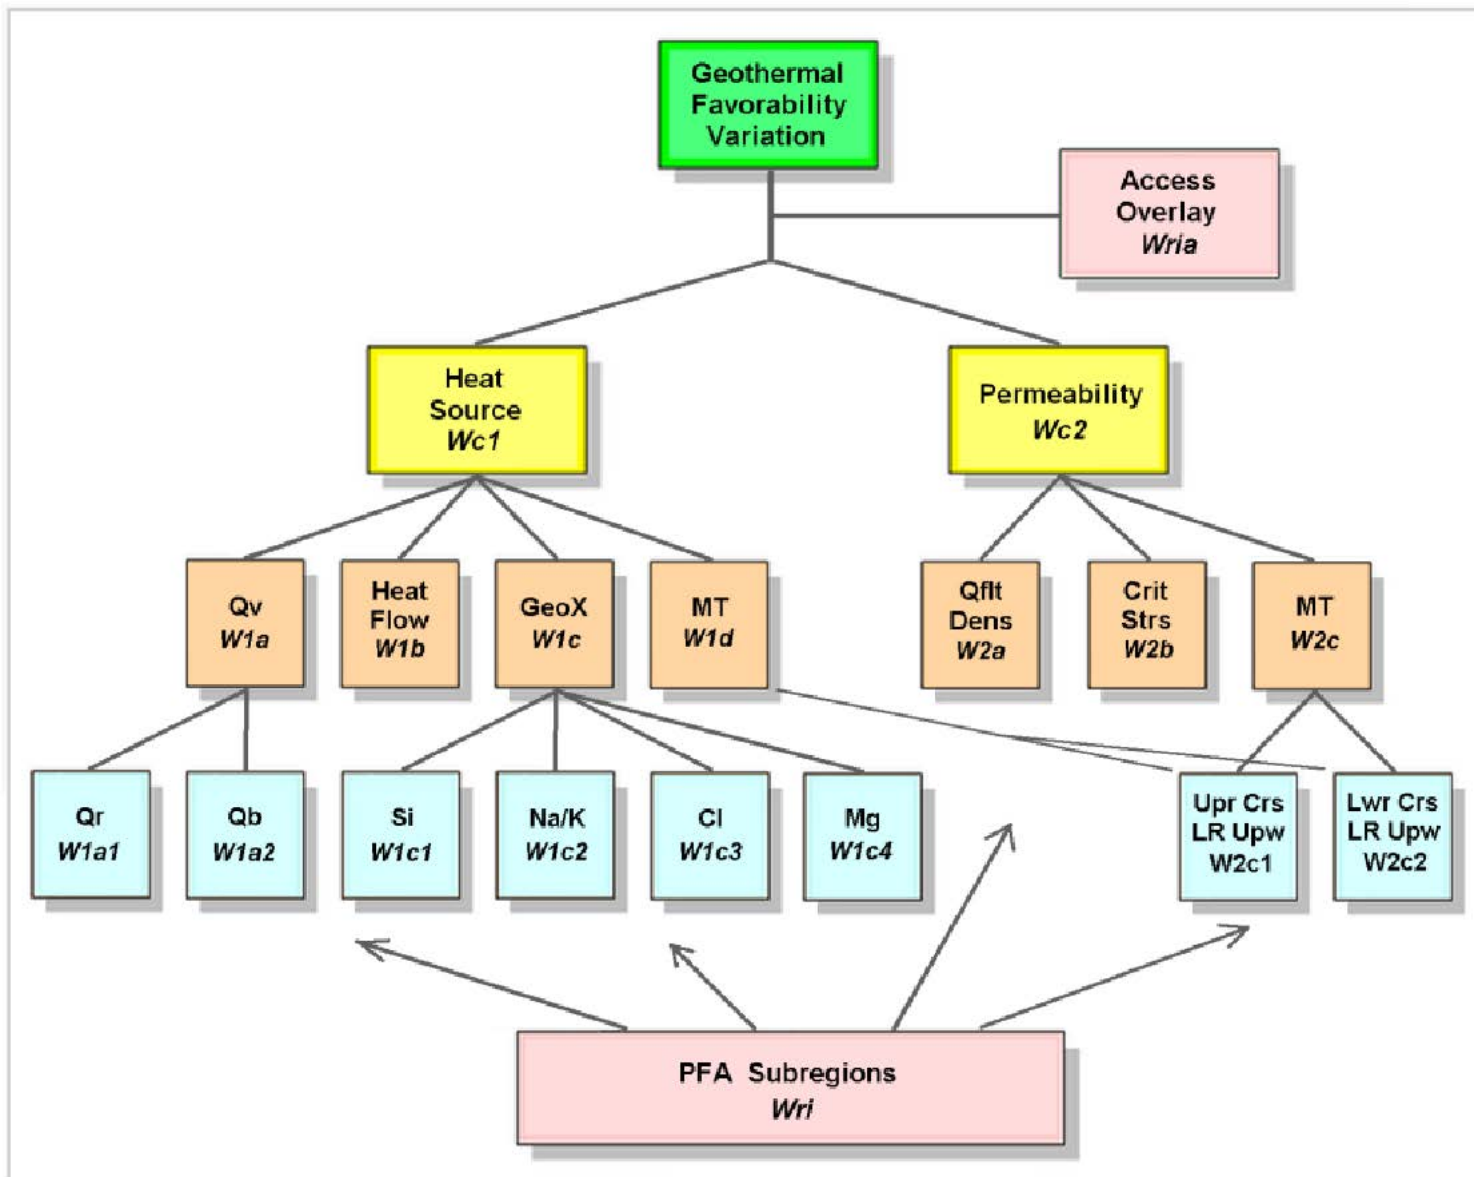 Geothermal
Favorability
Variation
Access
Overlay
Wria
Heat
Source
Wc1
Permeability
Wc2
Qv
W1a
Heat
Flow
W1b
GeoX
W1c
MT
W1d
Qflt
Dens
W2a
Crit
Strs
W2b
MT
W2c
Qr
W1a1
Qb
W1a2
Si
W1c1
Na/K
W1c2
Cl
W1c3
Mg
W1c4
Upr Crs
LR Upw
W2c1
Lwr Crs
LR Upw
W2c2
PFA Subregions
Wri